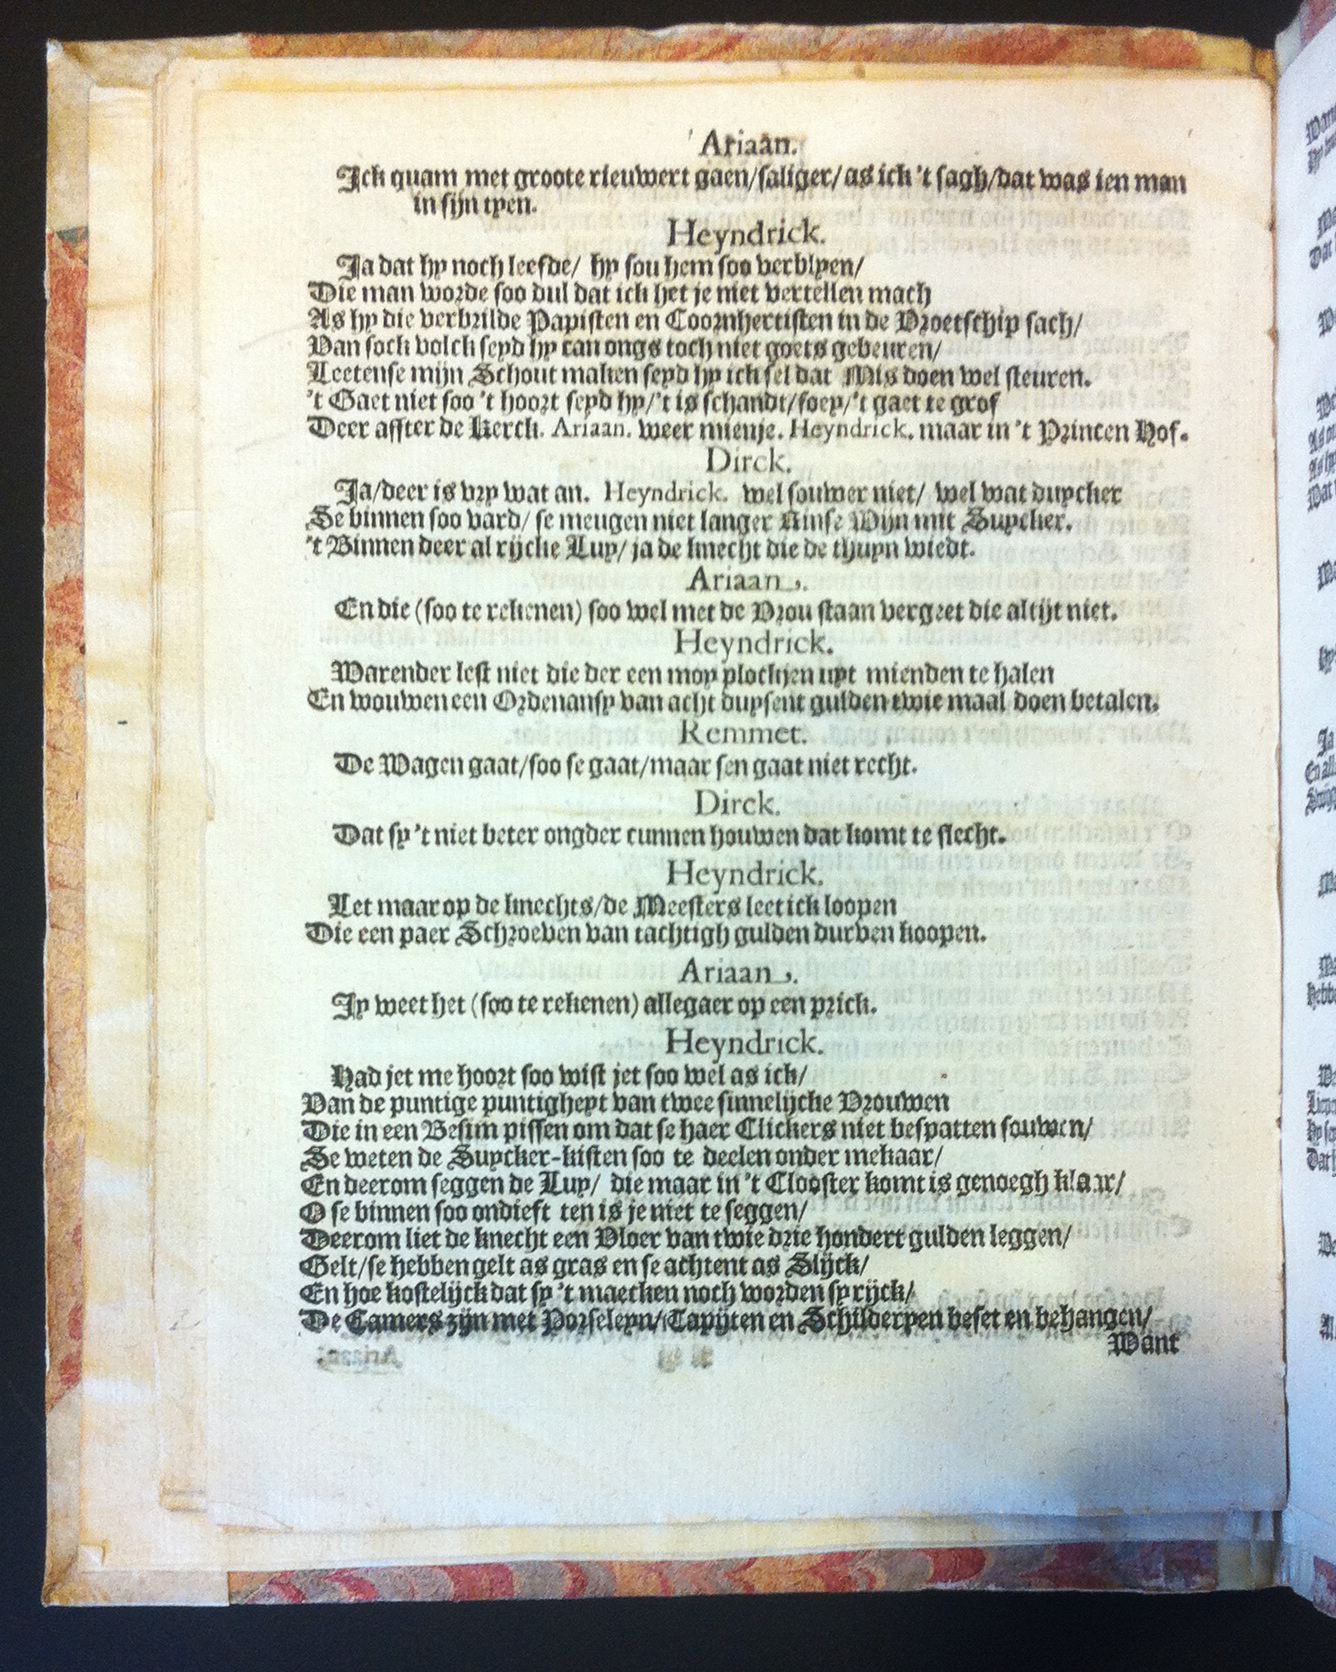 Ariaan.
Ick quam met groote rieuwert gaen/saliger/as ick 't sagh/dat was ien man
in sijn tyen.
Heyndrick.
Ja dat hy noch leefde/ hy sou hem soo verblyen/
Die man worde soo dul dat ick het je niet vertellen mach
As hy die verbrilde Papisten en Coornhertisten in de Vroetschip sach/
Van sock volck seyd hy can ongs toch niet goets gebeuren/
Leetense mijn Schout maken seyd hy ick sel dat Mis doen wel steuren.
't Gaet niet soo 't hoort seyd hy/'t is schandt/foey/'t gaet te grof
Deer affter de Kerck. Ariaan. weer mienje. Heyndrick. maar in 't Princen Hof.
Dirck.
Ja/deer is vry wat an. Heyndrick. wel souwer niet/ wel wat duycker
Se binnen soo vard/ se meugen niet langer Rinse Wijn mit Suycker.
't Binnen deer al rijcke Luy/ ja de knecht die de thuyn wiedt.
Ariaan.
En die (soo te rekenen) soo wel met de Vrou staan vergeet die altijt niet.
Heyndrick.
Warender lest niet die der een moy plockjen uyt mienden te halen
En wouwen een Ordenansy van acht duysent gulden twie maal doen betalen.
Remmet.
De Wagen gaat/soo se gaat/maar sen gaat niet recht.
Dirck.
Dat sy 't niet beter ongder cunnen houwen dat komt te slecht.
Heyndrick.
Let maar op de knechts/de Meesters leet ick loopen
Die een paer Schroeven van tachtigh gulden durven koopen.
Ariaan.
Jy weet het (soo te rekenen) allegaer op een prick.
Heyndrick.
Had jet me hoort soo wist jet soo wel as ick/
Van de puntige puntigheyt van twee sinnelijcke Vrouwen
Die in een Besim pissen om dat se haer Clickers niet bespatten souwen/
Se weten de Suycker-kisten soo te deelen onder mekaar/
En deerom seggen de Luy/ die maar in 't Clooster komt is genoegh klaar/
O se binnen soo ondieft ten is je niet te seggen/
Deerom liet de knecht een Vloer van twie drie hondert gulden leggen/
Gelt/se hebben gelt as gras en se achtent as Slijck/
En hoe kostelijck dat sy 't maecken noch worden sy rijck/
De Camers zijn met Porseleyn/Tapijten en Schilderyen beset en behangen/
Want